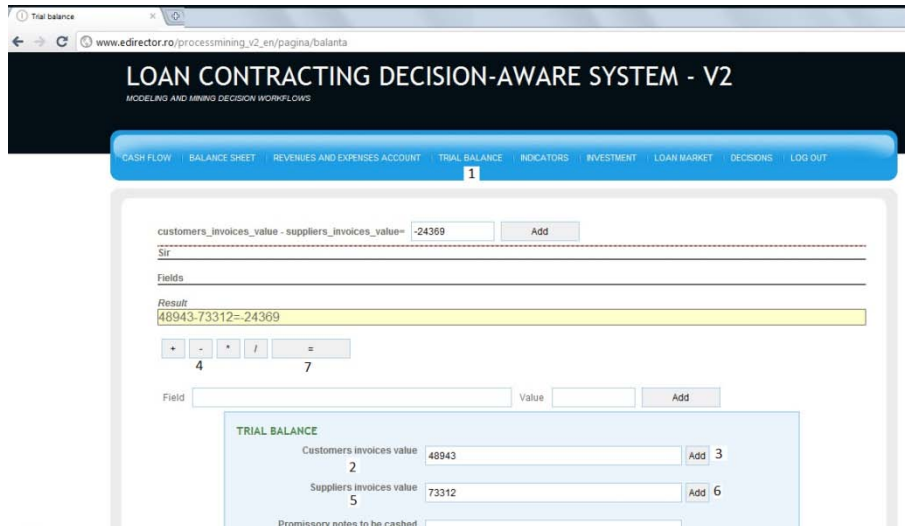 Trial balance
www.edirector.ro/processmining_v2_en/pagina/balanta
LOAN CONTRACTING DECISION-AWARE SYSTEM - V2
MODELING AND MINING DECISION WORKFLOWS
CASH FLOW BALANCE SHEET REVENUES AND EXPENSES ACCOUNT TRIAL BALANCE INDICATORS INVESTMENT LOAN MARKET DECISIONS LOG OUT
1
customers_invoices_value - suppliers_invoices_value= -24369 Add
Sir
Fields
Result
48943-73312=-24369
+ - * / =
4 7
Field Value Add
TRIAL BALANCE
Customers invoices value 48943 Add 3
2
Suppliers invoices value 73312 Add 6
5
Promissory notes to be cashed